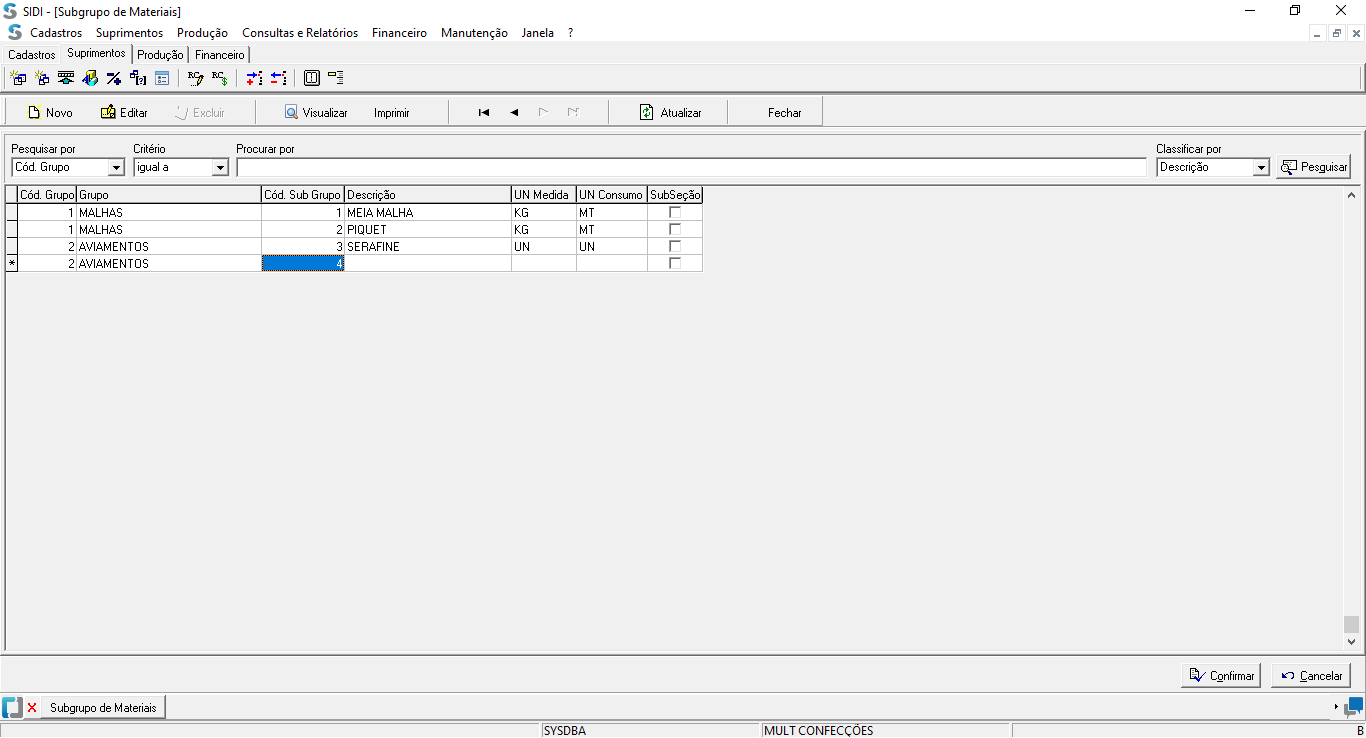 SIDI - [Subgrupo de Materiais]
Cadastros Suprimentos Produção Consultas e Relatórios Financeiro Manutenção Janela ?
Cadastros Suprimentos Produção Financeiro
Novo Editar Excluir Visualizar Imprimir Atualizar Fechar
Pesquisar por Critério Procurar por Classificar por
Cód. Grupo igual a Descrição Pesquisar
Cód. Grupo Grupo Cód. Sub Grupo Descrição UN Medida UN Consumo SubSeção
1 MALHAS 1 MEIA MALHA KG MT
1 MALHAS 2 PIQUET KG MT
2 AVIAMENTOS 3 SERAFINE UN UN
* 2 AVIAMENTOS 4
Confirmar Cancelar
Subgrupo de Materiais
SYSDBA MULT CONFECÇÕES B